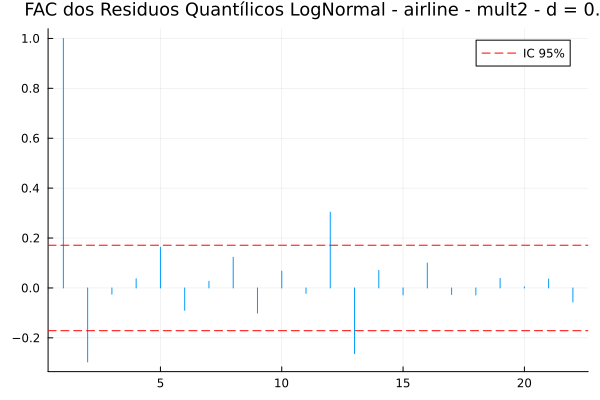 FAC dos Residuos Quantílicos LogNormal - airline - mult2 - d = 0.
IC 95%
1.0
0.8
0.6
0.4
0.2
0.0
−0.2
5 10 15 20